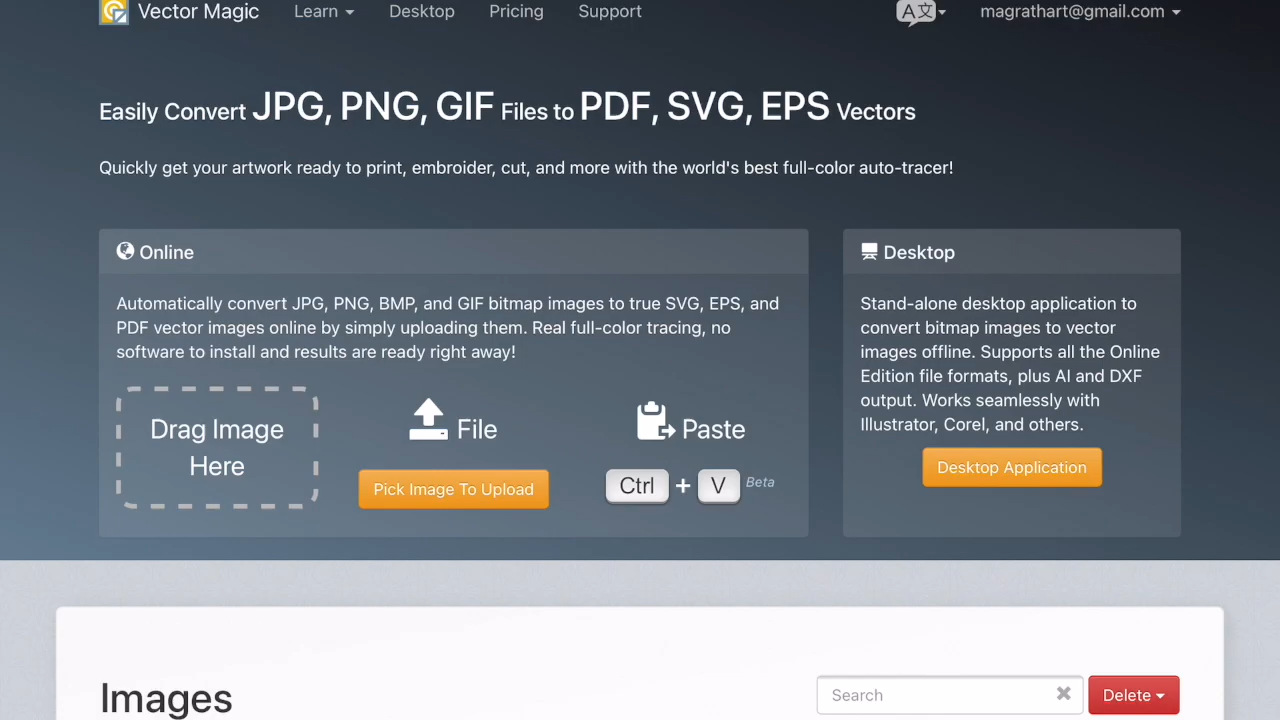 Vector Magic Learn Desktop Pricing Support A文 magrathart@gmail.com
Easily Convert JPG, PNG, GIF Files to PDF, SVG, EPS Vectors
Quickly get your artwork ready to print, embroider, cut, and more with the world's best full-color auto-tracer!
Online
Automatically convert JPG, PNG, BMP, and GIF bitmap images to true SVG, EPS, and
PDF vector images online by simply uploading them. Real full-color tracing, no
software to install and results are ready right away!
Drag Image
Here
File
Pick Image To Upload
Paste
Ctrl + V Beta
Desktop
Stand-alone desktop application to
convert bitmap images to vector
images offline. Supports all the Online
Edition file formats, plus AI and DXF
output. Works seamlessly with
Illustrator, Corel, and others.
Desktop Application
Images
Search
Delete